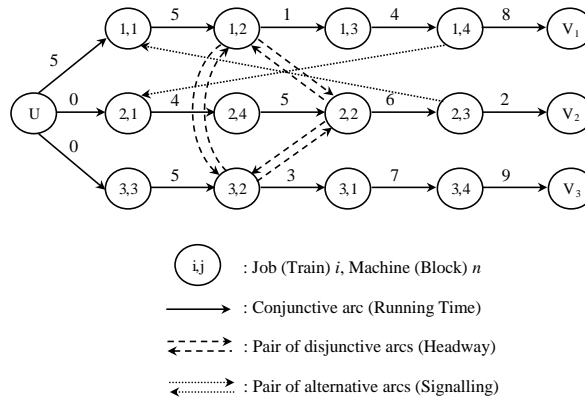 5 1 4 8
1,1 1,2 1,3 1,4 V1
5
U 0 2,1 4 2,4 5 2,2 6 2,3 2 V2
0
5 3 7 9
3,3 3,2 3,1 3,4 V3
i,j : Job (Train) i, Machine (Block) n
: Conjunctive arc (Running Time)
: Pair of disjunctive arcs (Headway)
: Pair of alternative arcs (Signalling)